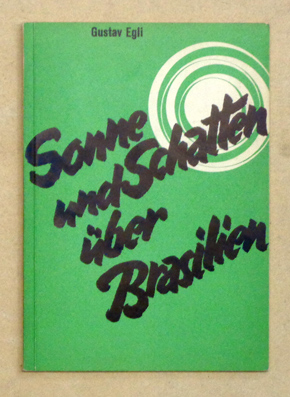 Gustav Egli
Sonne
und Schatten
über
Brasilien